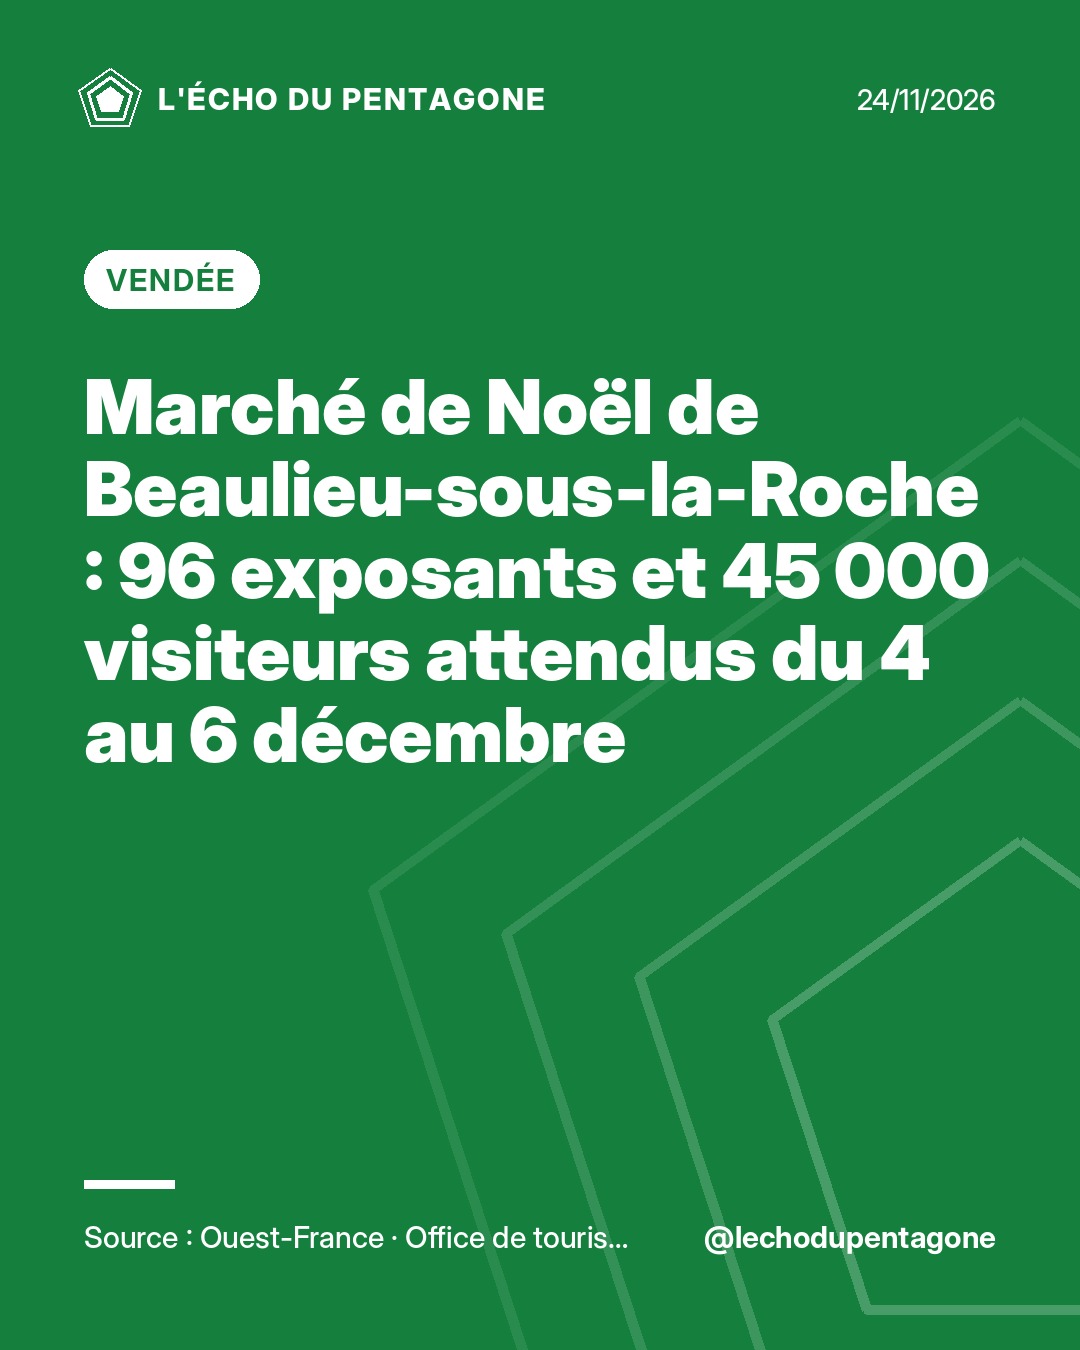 L'ÉCHO DU PENTAGONE
24/11/2026
VENDÉE
Marché de Noël de
Beaulieu-sous-la-Roche
: 96 exposants et 45 000
visiteurs attendus du 4
au 6 décembre
Source : Ouest-France · Office de touris...
@lechodupentagone